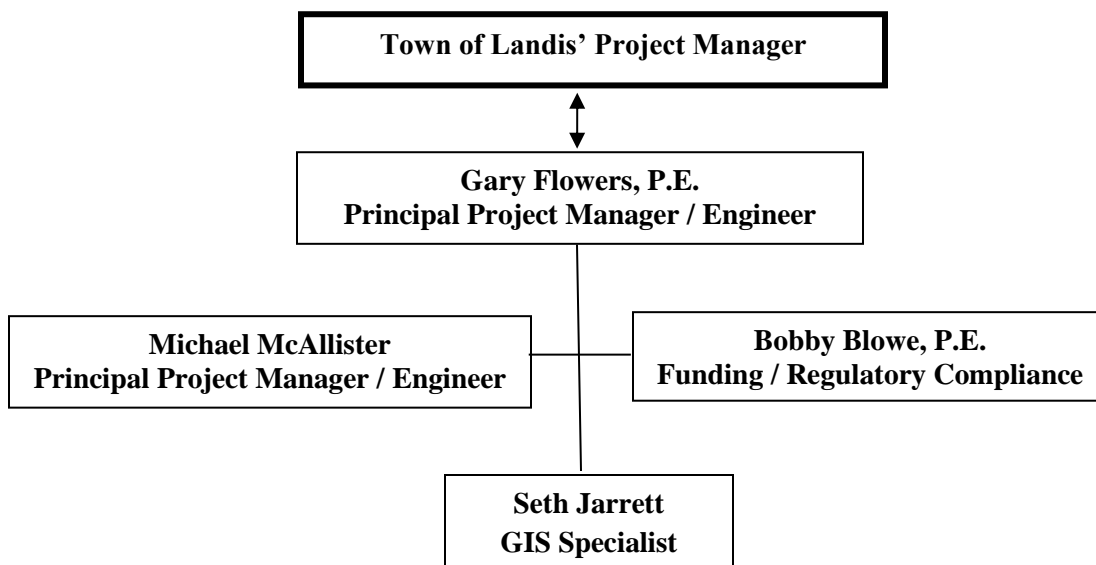 Town of Landis’ Project Manager
Gary Flowers, P.E.
Principal Project Manager / Engineer
Michael McAllister
Principal Project Manager / Engineer
Bobby Blowe, P.E.
Funding / Regulatory Compliance
Seth Jarrett
GIS Specialist